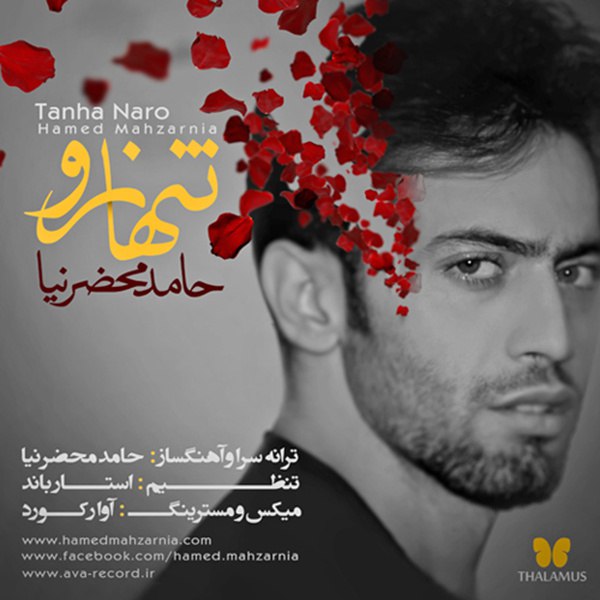 Tanha Naro
Hamed Mahzarnia
تنها نرو
حامد محضرنیا
ترانه سرا و آهنگساز: حامد محضرنیا
تنظیم: استار باند
میکس و مسترینگ: آوا رکورد
www.hamedmahzarnia.com
www.facebook.com/hamed.mahzarnia
www.ava-record.ir
THALAMUS